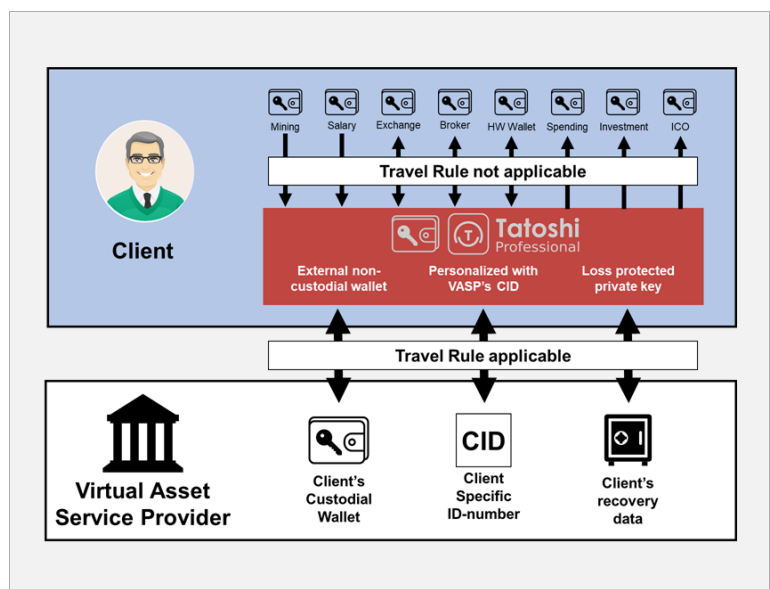 Mining Salary Exchange Broker HW Wallet Spending Investment ICO
Travel Rule not applicable
Client
T
Tatoshi
Professional
External non-
custodial wallet
Personalized with
VASP's CID
Loss protected
private key
Travel Rule applicable
Virtual Asset
Service Provider
Client's
Custodial
Wallet
CID
Client
Specific
ID-number
Client's
recovery
data